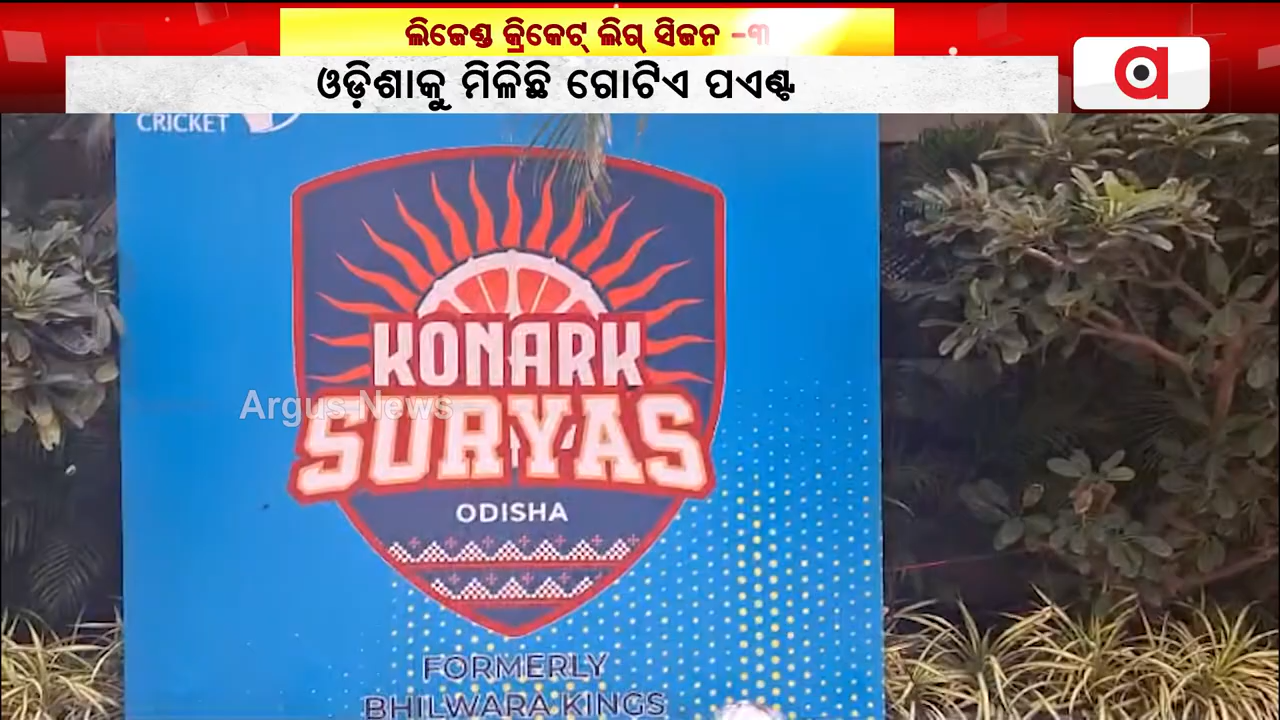 ଲିଜେଣ୍ଡ କ୍ରିକେଟ୍ ଲିଗ୍ ସିଜନ -୩
ଓଡ଼ିଶାକୁ ମିଳିଛି ଗୋଟିଏ ପଏଣ୍ଟ
a
CRICKET
KONARK
Argus News
SURYAS
ODISHA
FORMERLY
BHILWARA KINGS